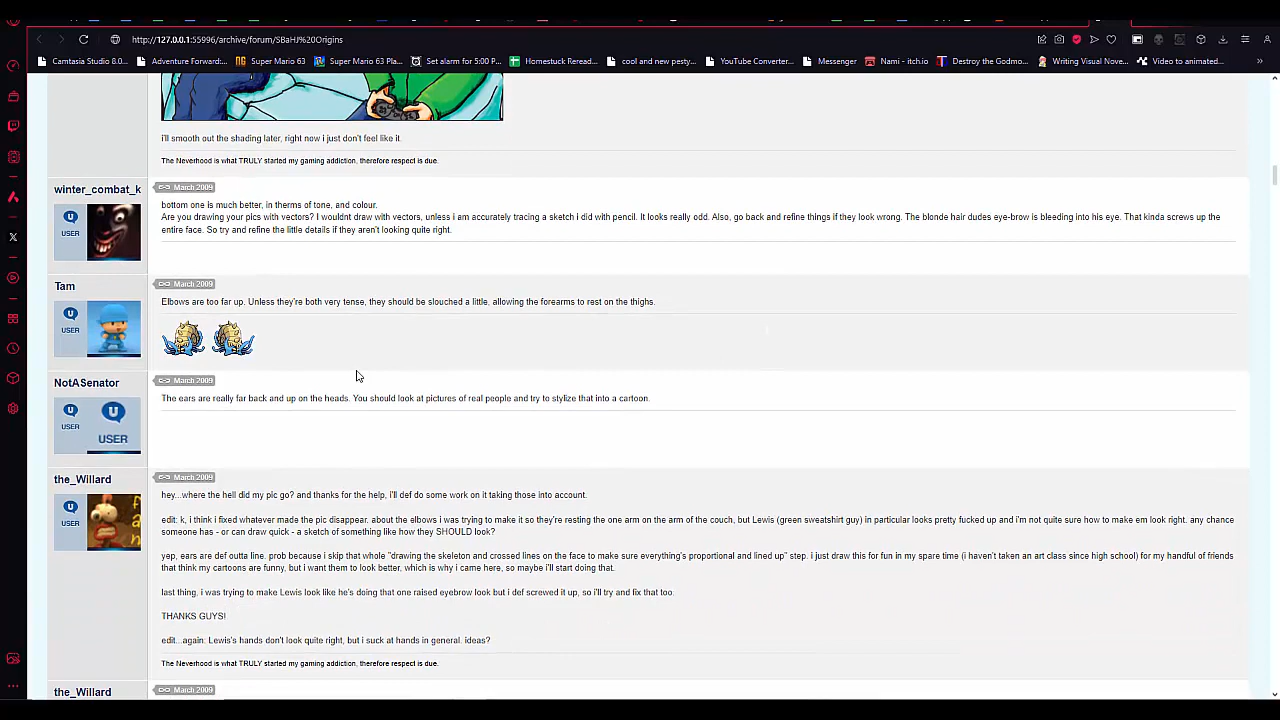 http://127.0.0.1:55996/archive/forum/SBaHJ%20Origins
Camtasia Studio 8.0...
Adventure Forward:...
Super Mario 63
Super Mario 63 Pla...
Set alarm for 5:00 P...
Homestuck Reread...
cool and new pesty...
YouTube Converter...
Messenger
Nami - itch.io
Destroy the Godmo...
Writing Visual Nove...
Video to animated...
i'll smooth out the shading later, right now i just don't feel like it.
The Neverhood is what TRULY started my gaming addiction, therefore respect is due.
winter_combat_k
March 2009
USER
bottom one is much better, in therms of tone, and colour.
Are you drawing your pics with vectors? I wouldnt draw with vectors, unless i am accurately tracing a sketch i did with pencil. It looks really odd. Also, go back and refine things if they look wrong. The blonde hair dudes eye-brow is bleeding into his eye. That kinda screws up the
entire face. So try and refine the little details if they aren't looking quite right.
Tam
March 2009
USER
Elbows are too far up. Unless they're both very tense, they should be slouched a little, allowing the forearms to rest on the thighs.
NotASenator
March 2009
USER
USER
The ears are really far back and up on the heads. You should look at pictures of real people and try to stylize that into a cartoon.
the_Willard
March 2009
USER
hey...where the hell did my pic go? and thanks for the help, i'll def do some work on it taking those into account.
edit: k, i think i fixed whatever made the pic disappear. about the elbows i was trying to make it so they're resting the one arm on the arm of the couch, but Lewis (green sweatshirt guy) in particular looks pretty fucked up and i'm not quite sure how to make em look right. any chance
someone has - or can draw quick - a sketch of something like how they SHOULD look?
yep, ears are def outta line. prob because i skip that whole "drawing the skeleton and crossed lines on the face to make sure everything's proportional and lined up" step. i just draw this for fun in my spare time (i haven't taken an art class since high school) for my handful of friends
that think my cartoons are funny, but i want them to look better, which is why i came here, so maybe i'll start doing that.
last thing, i was trying to make Lewis look like he's doing that one raised eyebrow look but i def screwed it up, so i'll try and fix that too.
THANKS GUYS!
edit...again: Lewis's hands don't look quite right, but i suck at hands in general. ideas?
The Neverhood is what TRULY started my gaming addiction, therefore respect is due.
the_Willard
March 2009